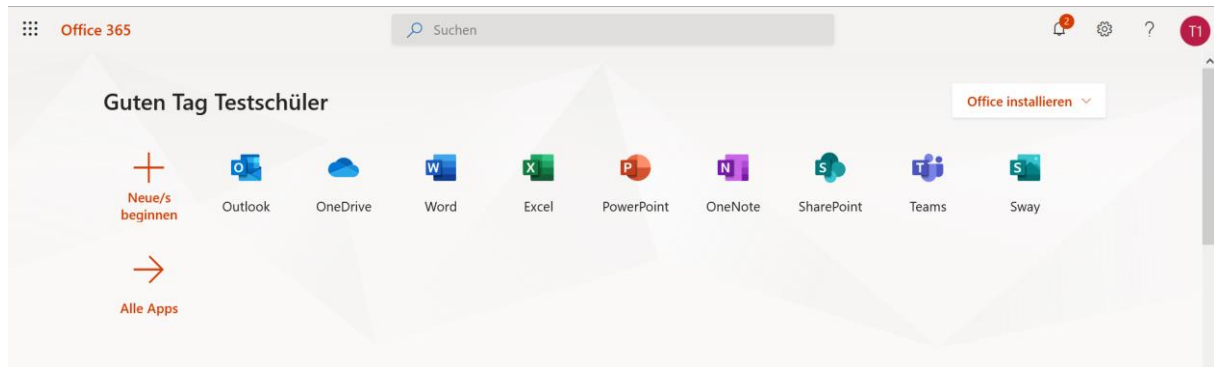 Office 365
Suchen
2
?
T1
Guten Tag Testschüler
Office installieren
Neue/s
beginnen
Outlook
OneDrive
Word
Excel
PowerPoint
OneNote
SharePoint
Teams
Sway
Alle Apps